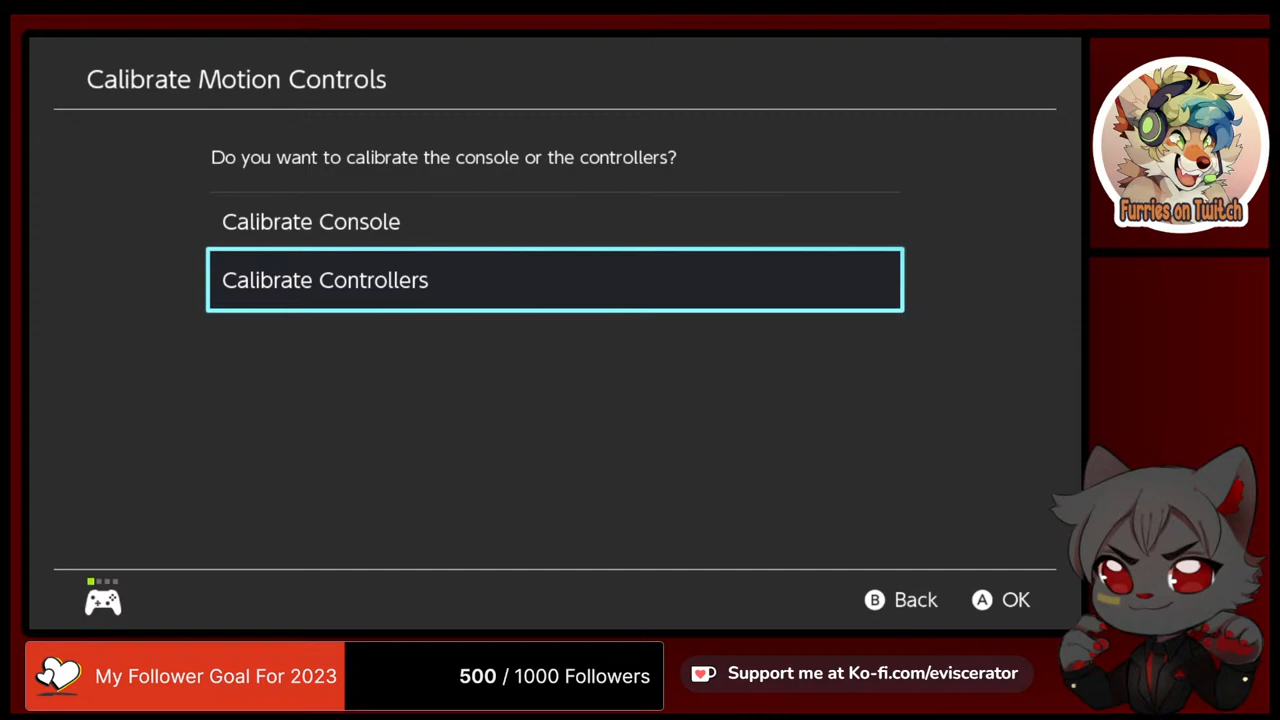 Calibrate Motion Controls
Do you want to calibrate the console or the controllers?
Calibrate Console
Calibrate Controllers
B Back A OK
Furries on Twitch
My Follower Goal For 2023 500 / 1000 Followers
Support me at Ko-fi.com/eviscerator